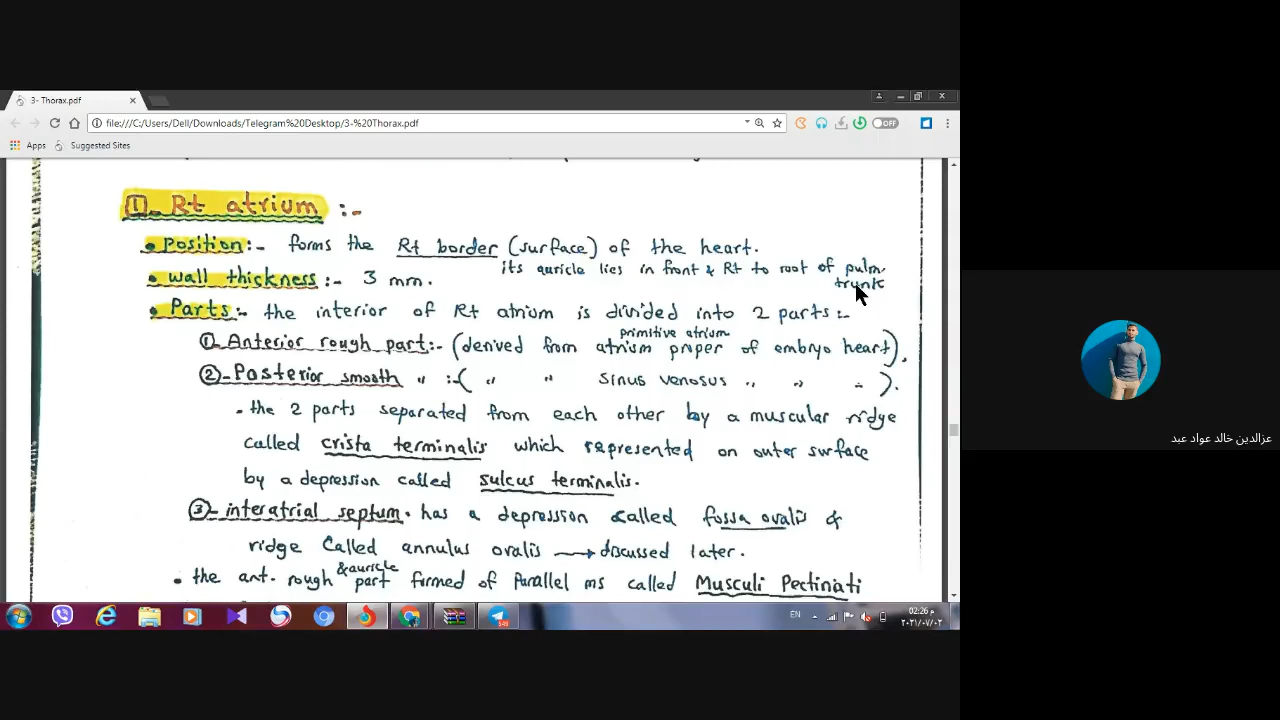 3- Thorax.pdf
file:///C:/Users/Dell/Downloads/Telegram%20Desktop/3-%20Thorax.pdf
OFF
Apps Suggested Sites
① - Rt atrium :-
• Position:- forms the Rt border (surface) of the heart.
its auricle lies in front & Rt to root of pulm.
trunk
• wall thickness:- 3 mm.
• Parts:- the interior of Rt atrium is divided into 2 parts:-
primitive atrium
①-Anterior rough part:- (derived from atrium proper of embryo heart).
②-Posterior smooth " :-( " " Sinus venosus " " " ).
• the 2 parts separated from each other by a muscular ridge
called crista terminalis which represented on outer surface
by a depression called sulcus terminalis.
③-interatrial septum. has a depression called fossa ovalis &
ridge Called annulus ovalis → discussed later.
& auricle
• the ant. rough part formed of Parallel ms called Musculi Pectinati
عزالدين خالد عواد عبد
EN
02:26 م
٢٠٢١/٠٧/٠٢